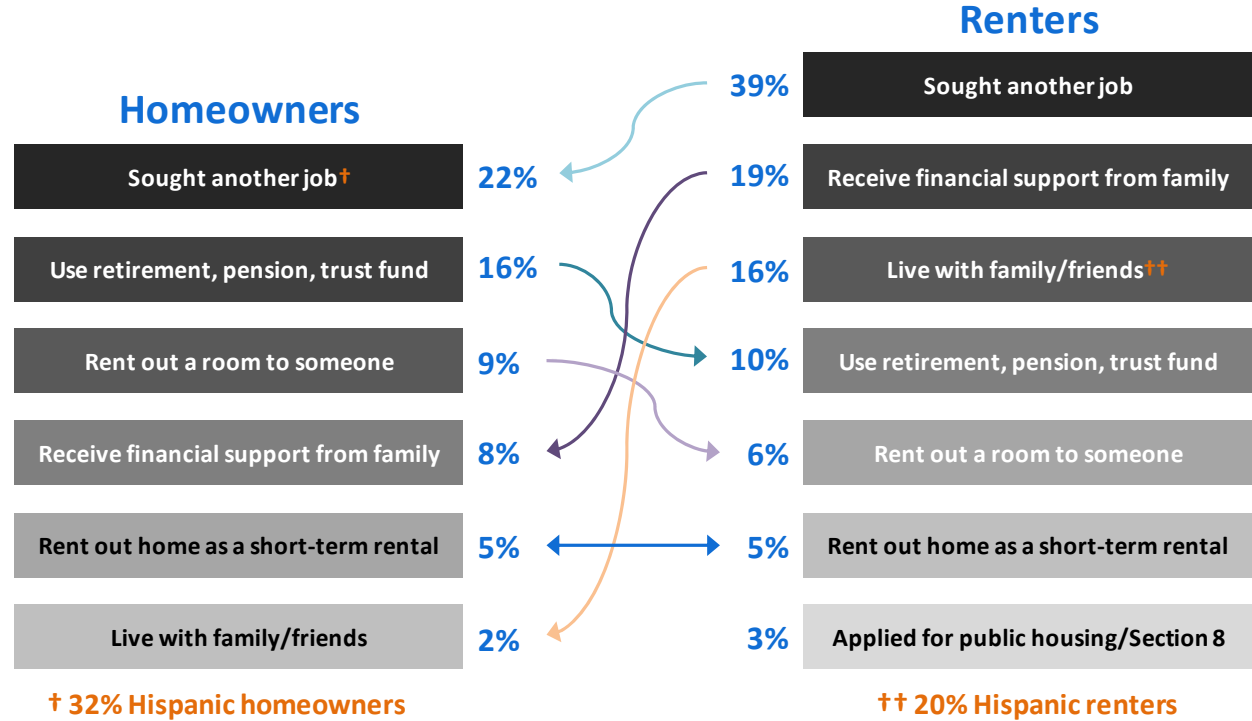 Homeowners
Sought another job†
22%
Use retirement, pension, trust fund
16%
Rent out a room to someone
9%
Receive financial support from family
8%
Rent out home as a short-term rental
5%
Live with family/friends
2%
† 32% Hispanic homeowners
Renters
39%
Sought another job
19%
Receive financial support from family
16%
Live with family/friends††
10%
Use retirement, pension, trust fund
6%
Rent out a room to someone
5%
Rent out home as a short-term rental
3%
Applied for public housing/Section 8
†† 20% Hispanic renters